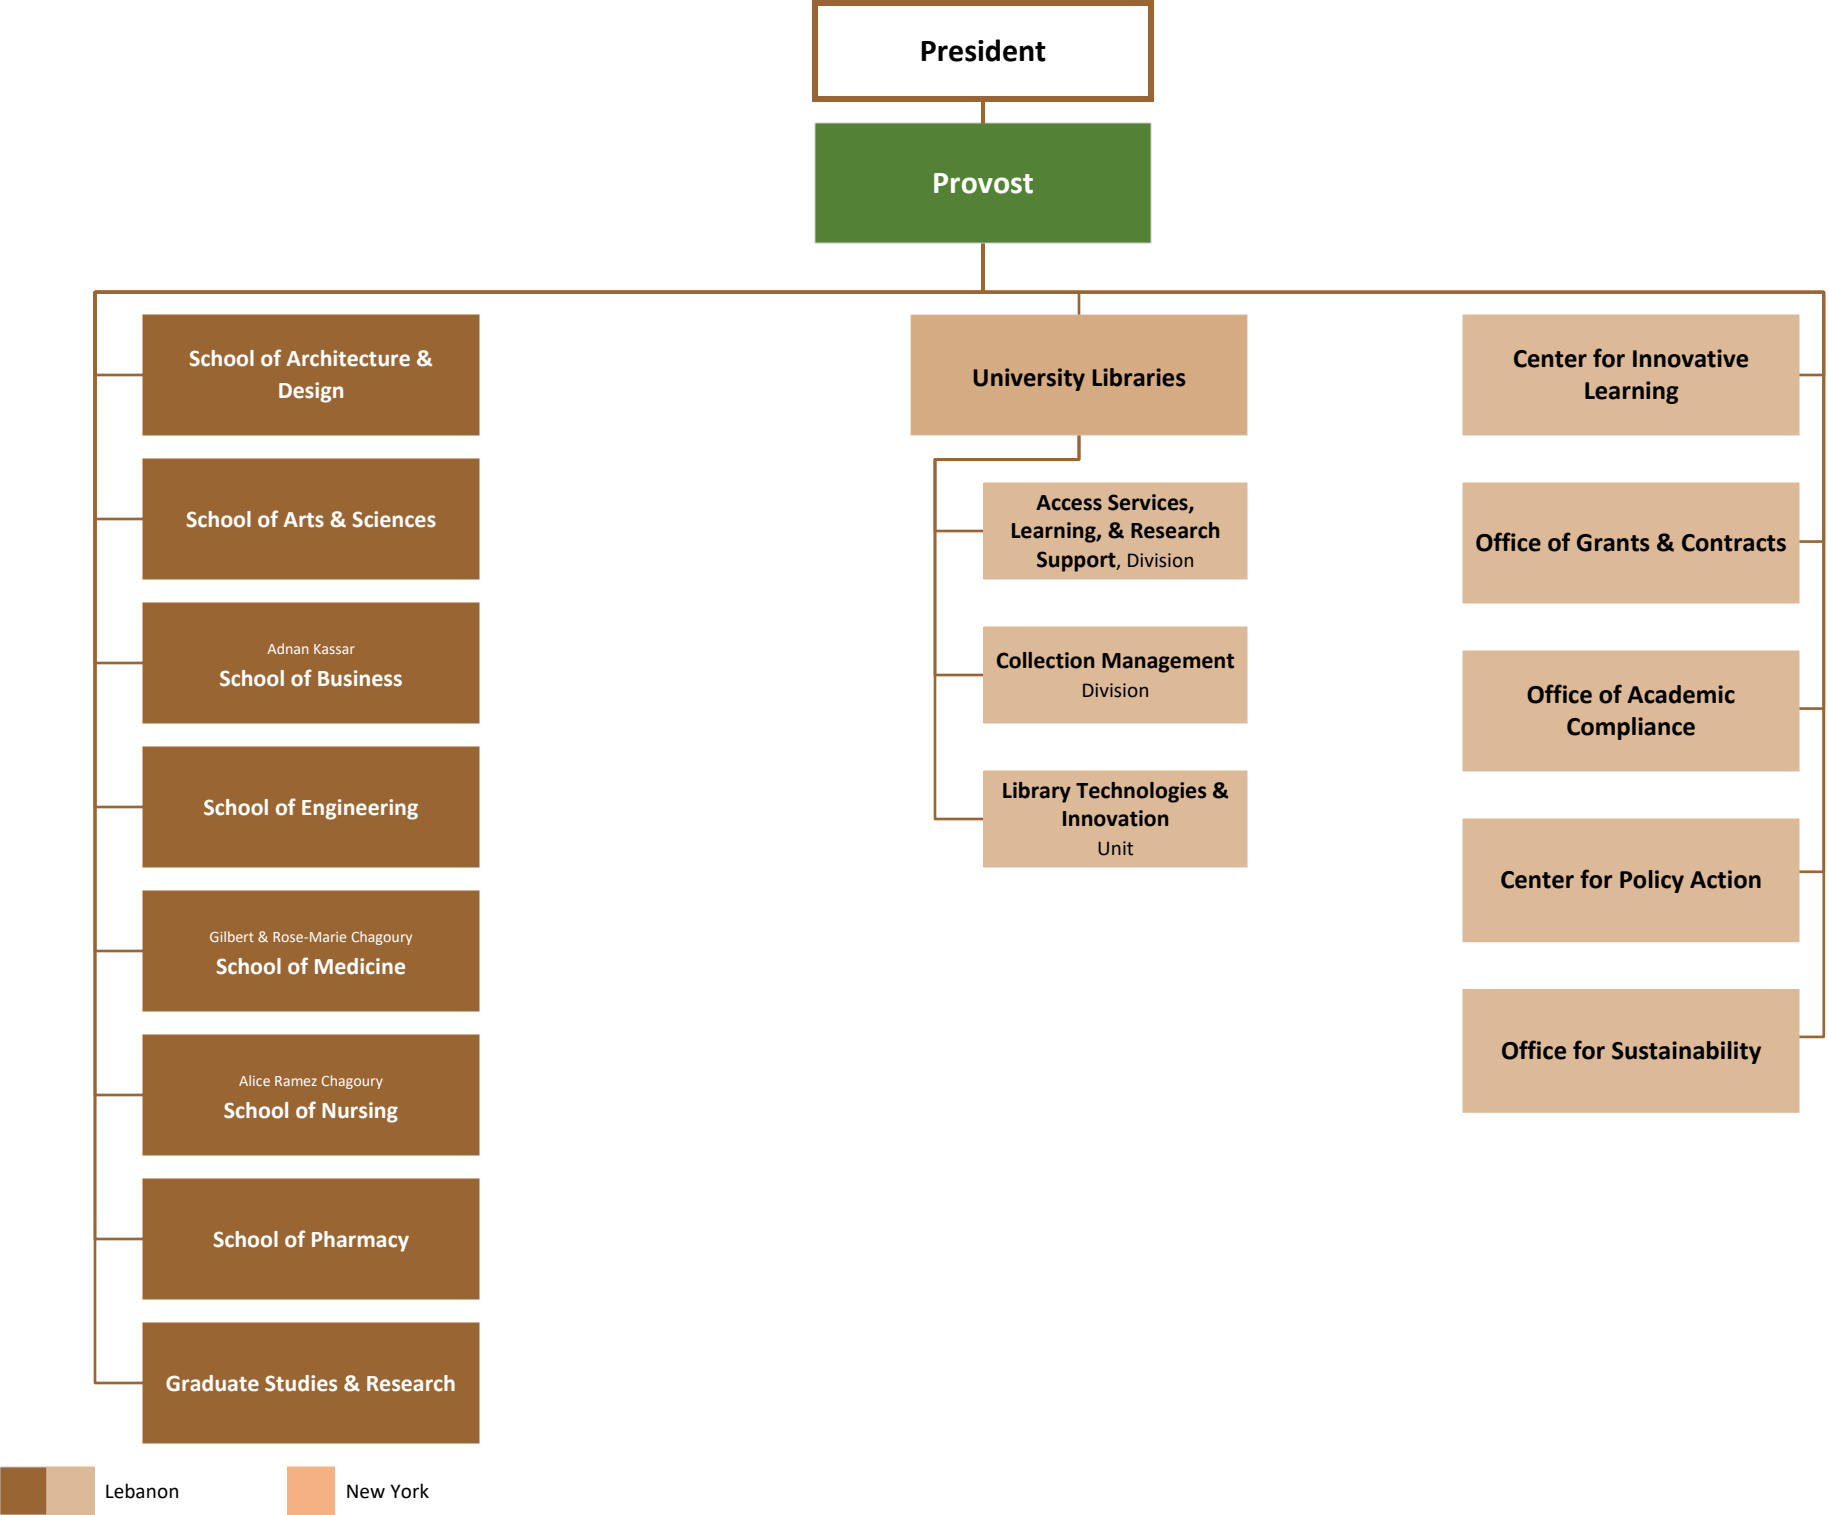 President
Provost
School of Architecture &
Design
School of Arts & Sciences
Adnan Kassar
School of Business
School of Engineering
Gilbert & Rose-Marie Chagoury
School of Medicine
Alice Ramez Chagoury
School of Nursing
School of Pharmacy
Graduate Studies & Research
University Libraries
Access Services,
Learning, & Research
Support, Division
Collection Management
Division
Library Technologies &
Innovation
Unit
Center for Innovative
Learning
Office of Grants & Contracts
Office of Academic
Compliance
Center for Policy Action
Office for Sustainability
Lebanon
New York